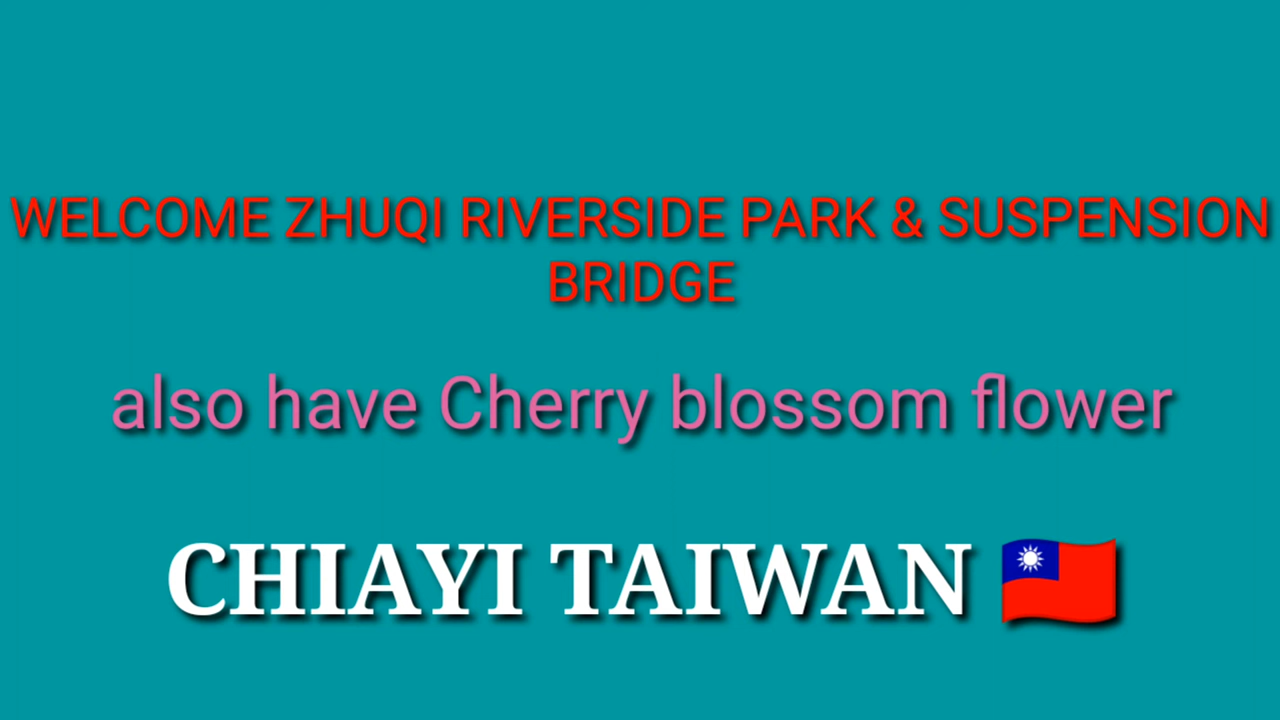 WELCOME ZHUQI RIVERSIDE PARK & SUSPENSION
BRIDGE
also have Cherry blossom flower
CHIAYI TAIWAN 🇹🇼